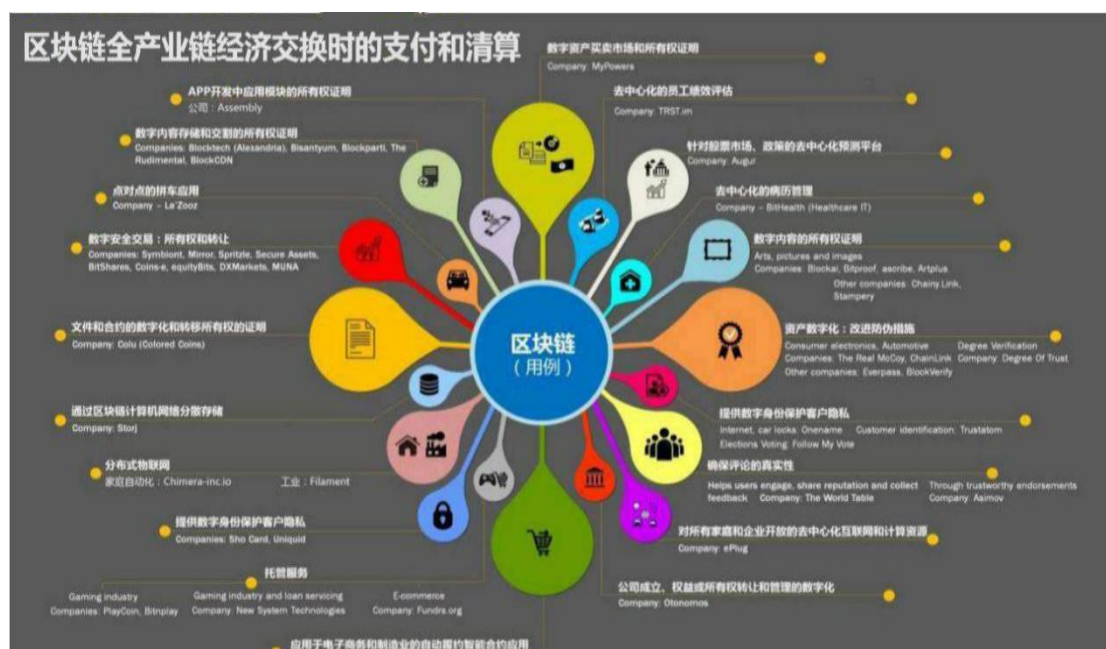 区块链全产业链经济交换时的支付和清算
数字资产买卖市场和所有权证明
Company: MyPowers
APP开发中应用模块的所有权证明
公司：Assembly
去中心化的员工绩效评估
Company: TRST.im
数字内容存储和交割的所有权证明
Companies: Blocktech (Alexandria), Bisantyum, Blockparti, The
Rudimental, BlockCDN
针对股票市场、政策的去中心化预测平台
Company: Augur
点对点的拼车应用
Company – La'Zooz
去中心化的病历管理
Company – BitHealth (Healthcare IT)
数字安全交易：所有权和转让
Companies: Symbiont, Mirror, Spritzle, Secure Assets,
BitShares, Coins-e, equityBits, DXMarkets, MUNA
数字内容的所有权证明
Arts, pictures and images
Companies: Blockai, Bitproof, ascribe, Artplus
Other companies: Chainy Link,
Stampery
文件和合约的数字化和转移所有权的证明
Company: Colu (Colored Coins)
区块链
（用例）
资产数字化：改进防伪措施
Consumer electronics, Automotive Degree Verification
Companies: The Real McCoy, ChainLink Company: Degree Of Trust
Other companies: Everpass, BlockVerify
通过区块链计算机网络分散存储
Company: Storj
提供数字身份保护客户隐私
Internet, car locks: Onename Customer identification: Trustatom
Elections Voting: Follow My Vote
分布式物联网
家庭自动化：Chimera-inc.io 工业：Filament
确保评论的真实性
Helps users engage, share reputation and collect Through trustworthy endorsements
feedback Company: The World Table Company: Asimov
提供数字身份保护客户隐私
Companies: Sho Card, Uniquid
对所有家庭和企业开放的去中心化互联网和计算资源
Company: ePlug
托管服务
Gaming industry Gaming industry and loan servicing E-commerce
Companies: PlayCoin, Bitnplay Company: New System Technologies Company: Fundrs.org
公司成立、权益或所有权转让和管理的数字化
Company: Otonomos
应用于电子商务和制造业的自动履约智能合约应用